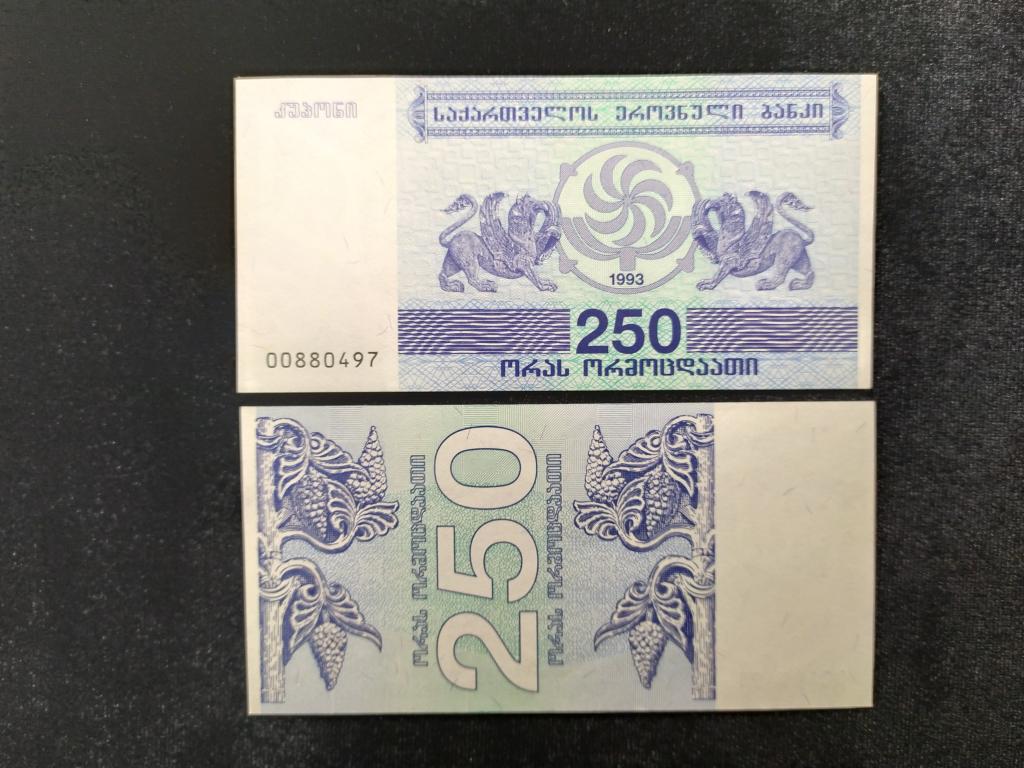 კუპონი
საქართველოს ეროვნული ბანკი
1993
250
ორას ორმოცდაათი
00880497
ორას ორმოცდაათი
250
ორას ორმოცდაათი